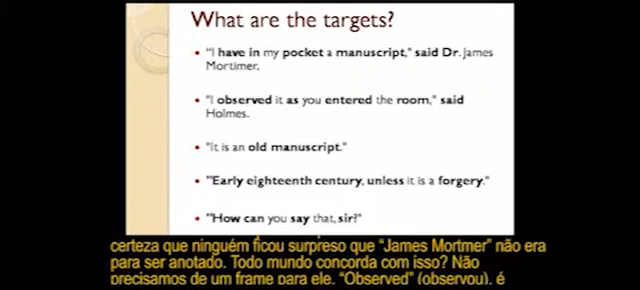 What are the targets?
"I have in my pocket a manuscript," said Dr. James
Mortimer.
"I observed it as you entered the room," said
Holmes.
"It is an old manuscript."
"Early eighteenth century, unless it is a forgery."
"How can you say that, sir?"
certeza que ninguém ficou surpreso que "James Mortmer" não era
para ser anotado. Todo mundo concorda com isso? Não
precisamos de um frame para ele. "Observed" (observou), é